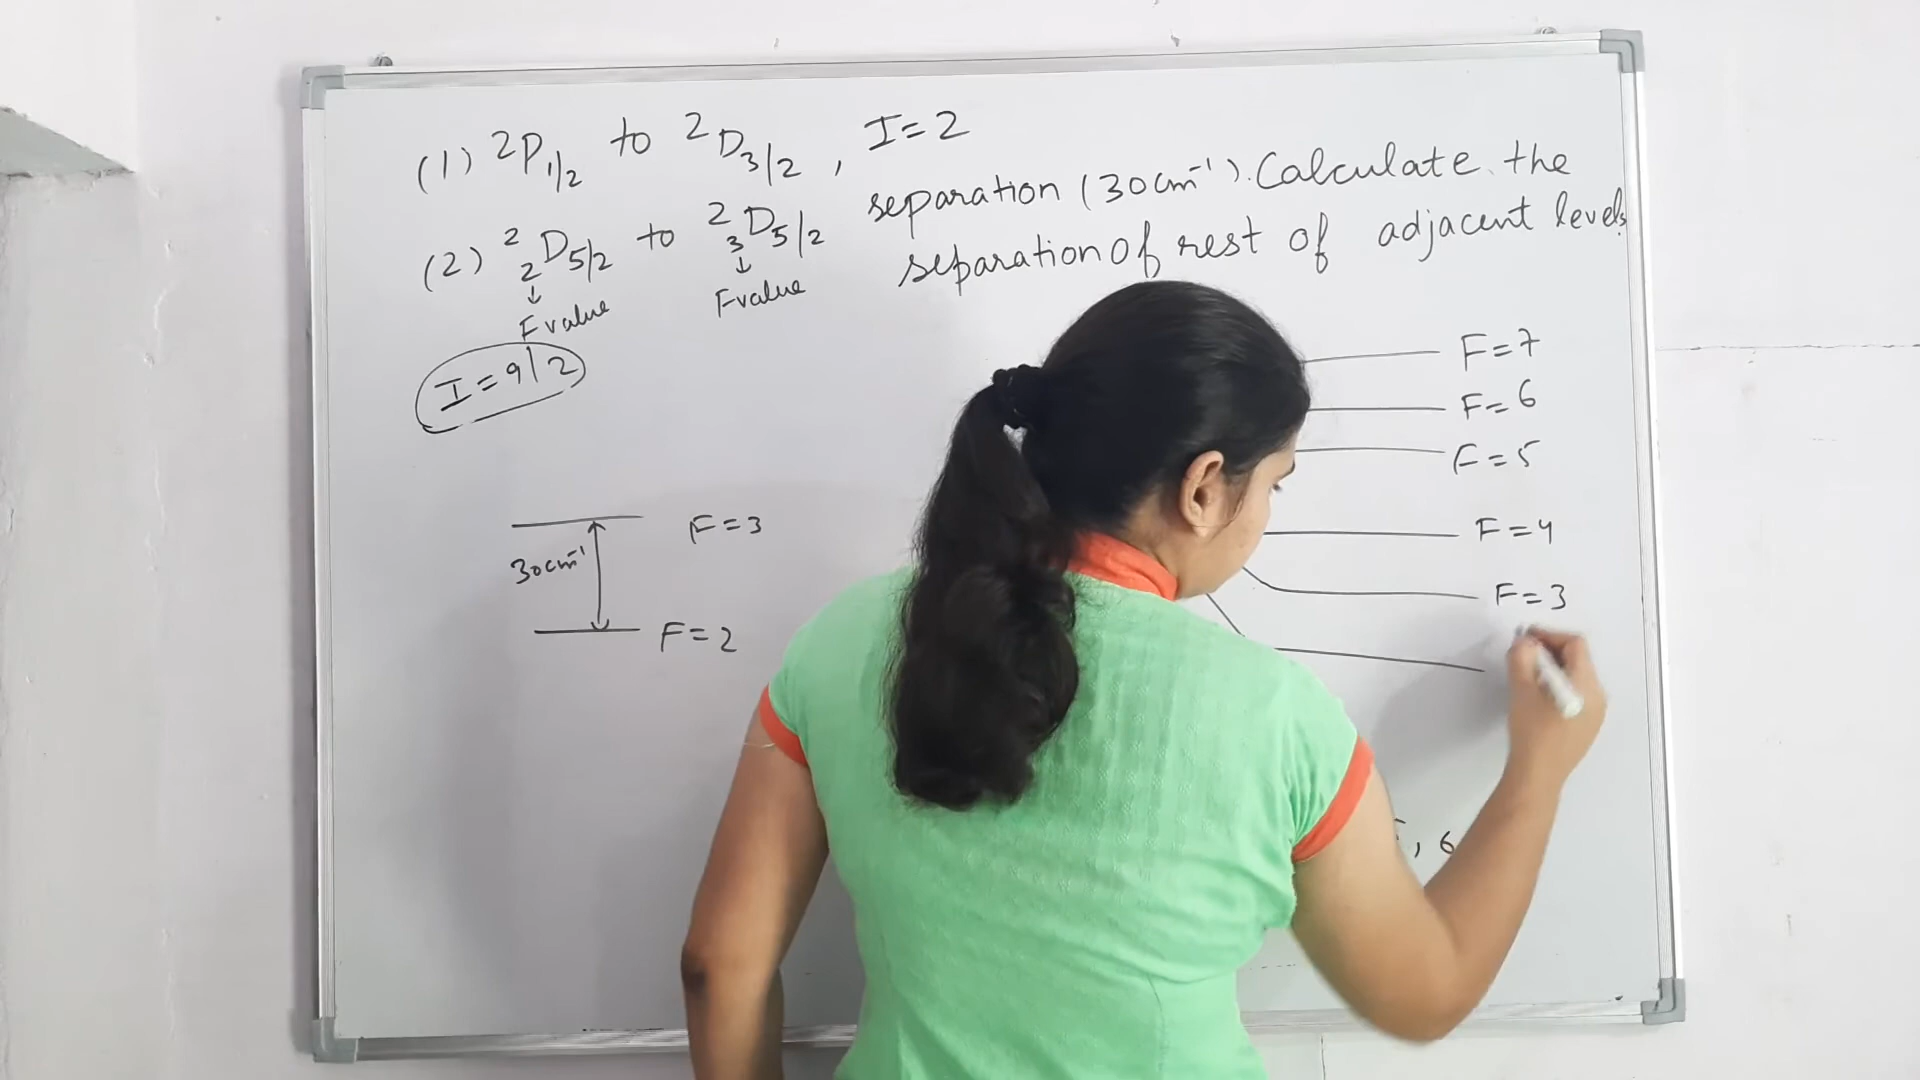 (1) 2P1/2 to 2D3/2, I=2
(2) 2 2D5/2 to 2 3D5/2 separation (30cm⁻¹). Calculate the
separation of rest of adjacent levels
↓ ↓
Fvalue Fvalue
I=9/2
F=7
F=6
F=5
F=3
30cm⁻¹
F=2
F=4
F=3
, 6